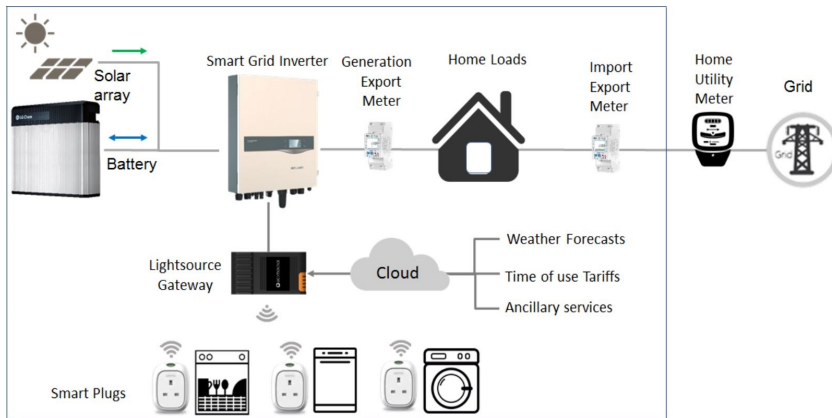 Solar
array
Battery
Smart Grid Inverter
Generation
Export
Meter
Home Loads
Import
Export
Meter
Home
Utility
Meter
Grid
Grid
Lightsource
Gateway
Cloud
Weather Forecasts
Time of use Tariffs
Ancillary services
Smart Plugs